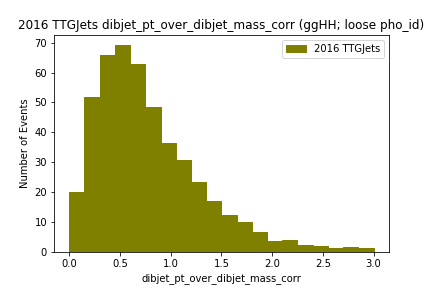 2016 TTGJets dibjet_pt_over_dibjet_mass_corr (ggHH; loose pho_id)
2016 TTGJets
70
60
50
40
30
20
10
0
Number of Events
0.0 0.5 1.0 1.5 2.0 2.5 3.0
dibjet_pt_over_dibjet_mass_corr